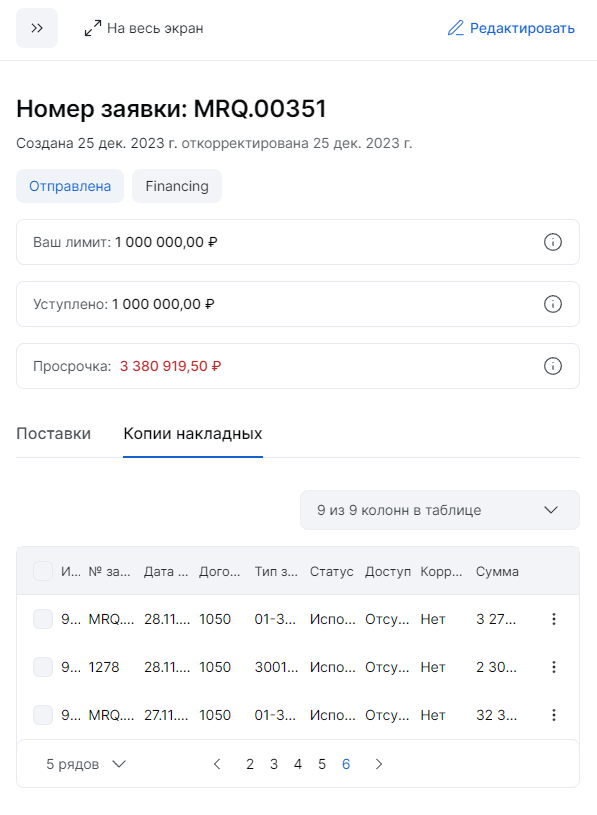 На весь экран
Редактировать
Номер заявки: MRQ.00351
Создана 25 дек. 2023 г. откорректирована 25 дек. 2023 г.
Отправлена Financing
Ваш лимит: 1 000 000,00 ₽
Уступлено: 1 000 000,00 ₽
Просрочка: 3 380 919,50 ₽
Поставки Копии накладных
9 из 9 колонн в таблице
И... № за... Дата ... Дого... Тип з... Статус Доступ Корр... Сумма
9... MRQ.... 28.11.... 1050 01-З... Испо... Отсу... Нет 3 27...
9... 1278 28.11.... 1050 3001... Испо... Отсу... Нет 2 30...
9... MRQ.... 27.11.... 1050 01-З... Испо... Отсу... Нет 32 3...
5 рядов 2 3 4 5 6